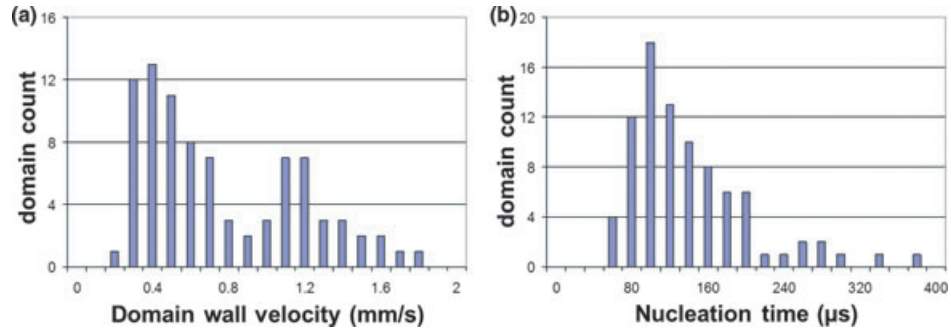 (a)
16
12
8
4
0
domain count
0 0.4 0.8 1.2 1.6 2
Domain wall velocity (mm/s)
(b)
20
16
12
8
4
0
domain count
0 80 160 240 320 400
Nucleation time (µs)